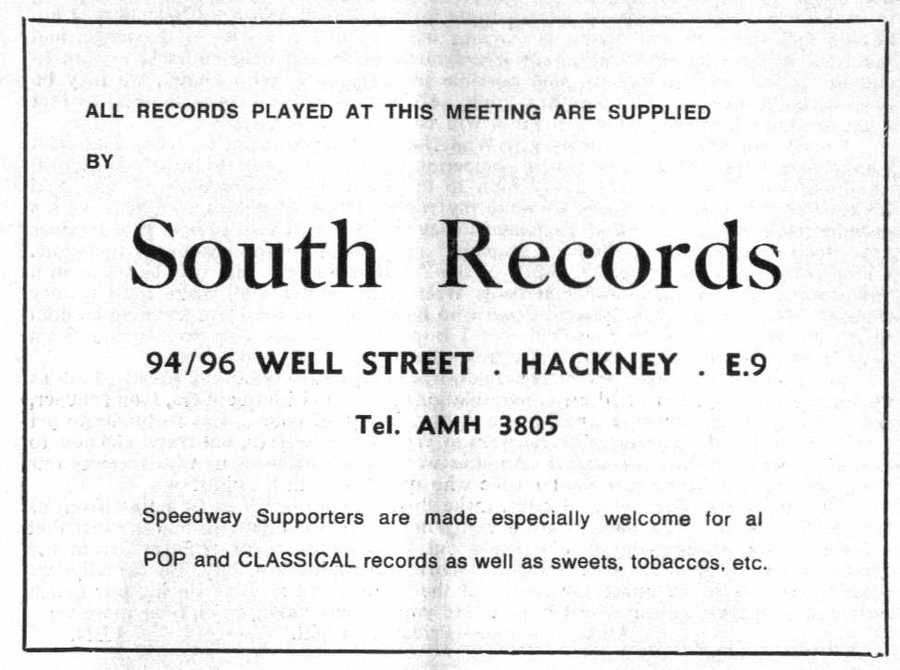 ALL RECORDS PLAYED AT THIS MEETING ARE SUPPLIED
BY
South Records
94/96 WELL STREET . HACKNEY . E.9
Tel. AMH 3805
Speedway Supporters are made especially welcome for al
POP and CLASSICAL records as well as sweets, tobaccos, etc.